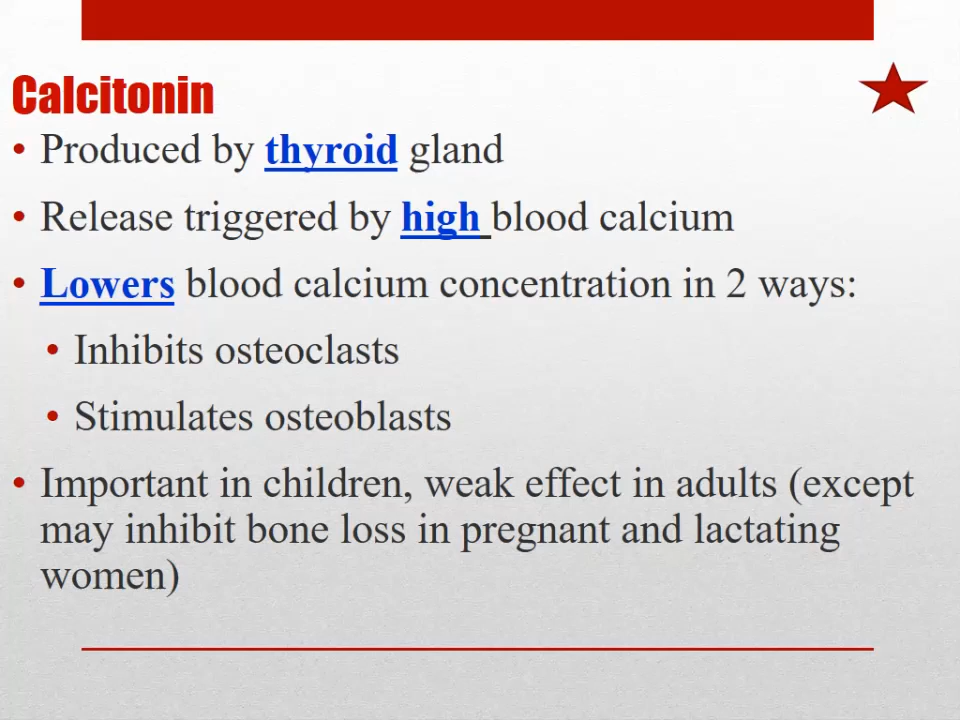 Calcitonin
• Produced by thyroid gland
• Release triggered by high blood calcium
• Lowers blood calcium concentration in 2 ways:
• Inhibits osteoclasts
• Stimulates osteoblasts
• Important in children, weak effect in adults (except
may inhibit bone loss in pregnant and lactating
women)